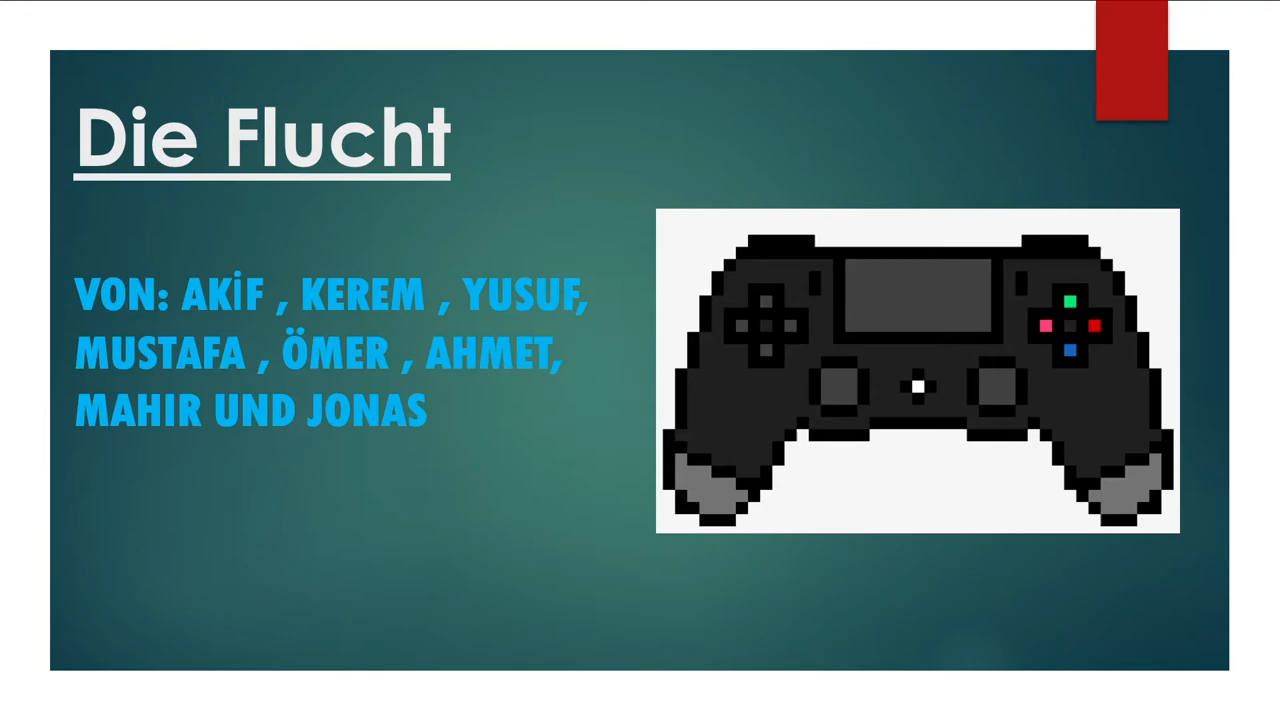 Die Flucht
VON: AKİF , KEREM , YUSUF,
MUSTAFA , ÖMER , AHMET,
MAHIR UND JONAS